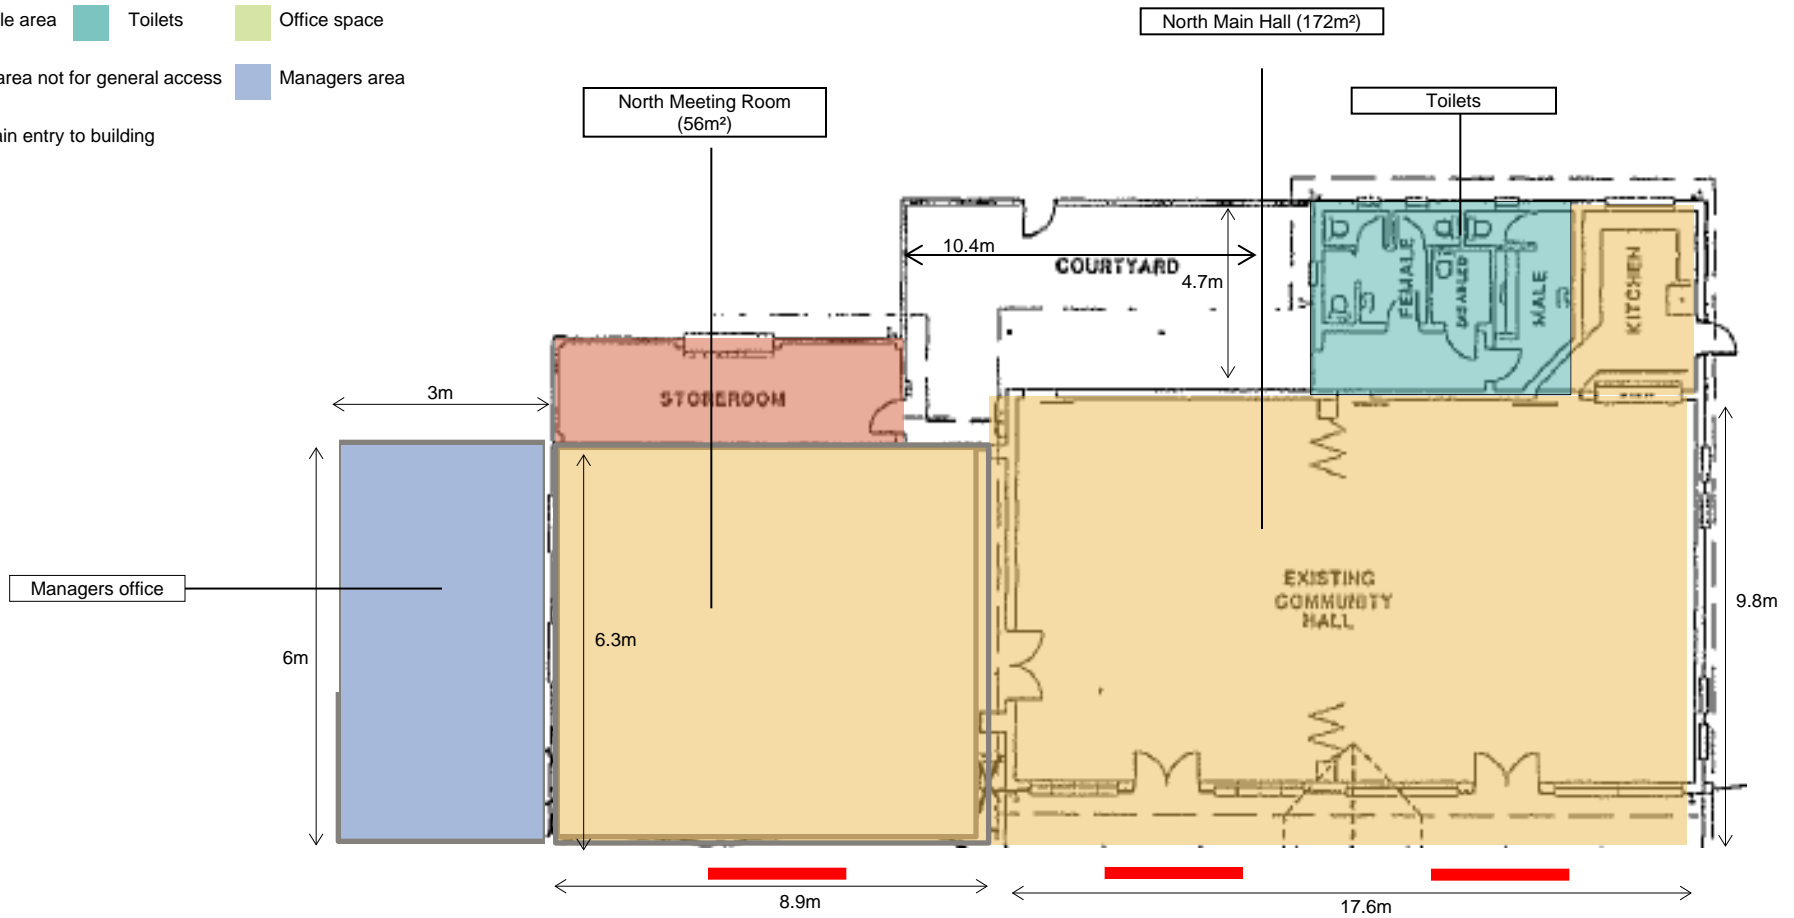 le area
Toilets
Office space
area not for general access
Managers area
ain entry to building
North Main Hall (172m²)
North Meeting Room
(56m²)
Toilets
10.4m
COURTYARD
4.7m
FEMALE
DISABLED
MALE
KITCHEN
STOREROOM
3m
Managers office
6m
6.3m
EXISTING
COMMUNITY
HALL
9.8m
8.9m
17.6m